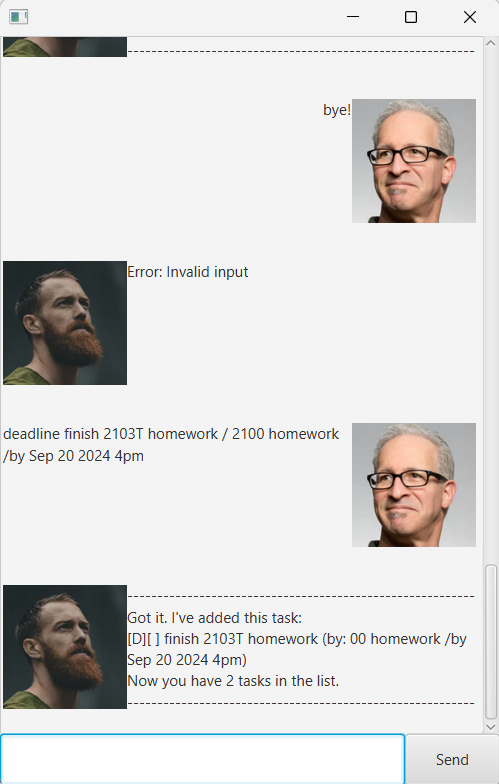 bye!
Error: Invalid input
deadline finish 2103T homework / 2100 homework
/by Sep 20 2024 4pm
Got it. I've added this task:
[D][ ] finish 2103T homework (by: 00 homework /by
Sep 20 2024 4pm)
Now you have 2 tasks in the list.
Send